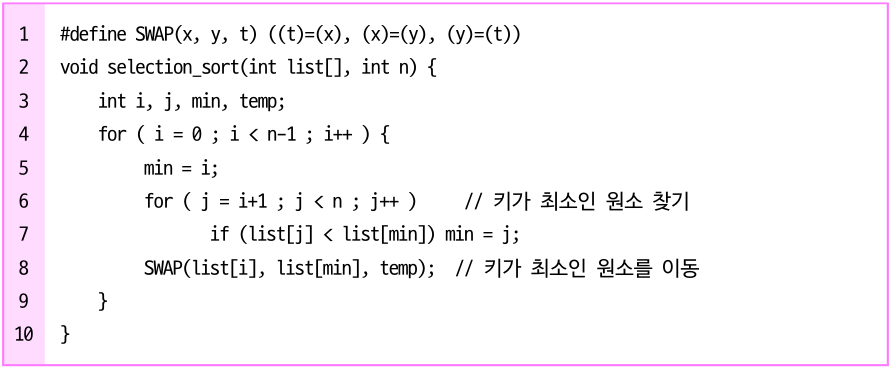 1 #define SWAP(x, y, t) ((t)=(x), (x)=(y), (y)=(t))
2 void selection_sort(int list[], int n) {
3 int i, j, min, temp;
4 for ( i = 0 ; i < n-1 ; i++ ) {
5 min = i;
6 for ( j = i+1 ; j < n ; j++ ) // 키가 최소인 원소 찾기
7 if (list[j] < list[min]) min = j;
8 SWAP(list[i], list[min], temp); // 키가 최소인 원소를 이동
9 }
10 }